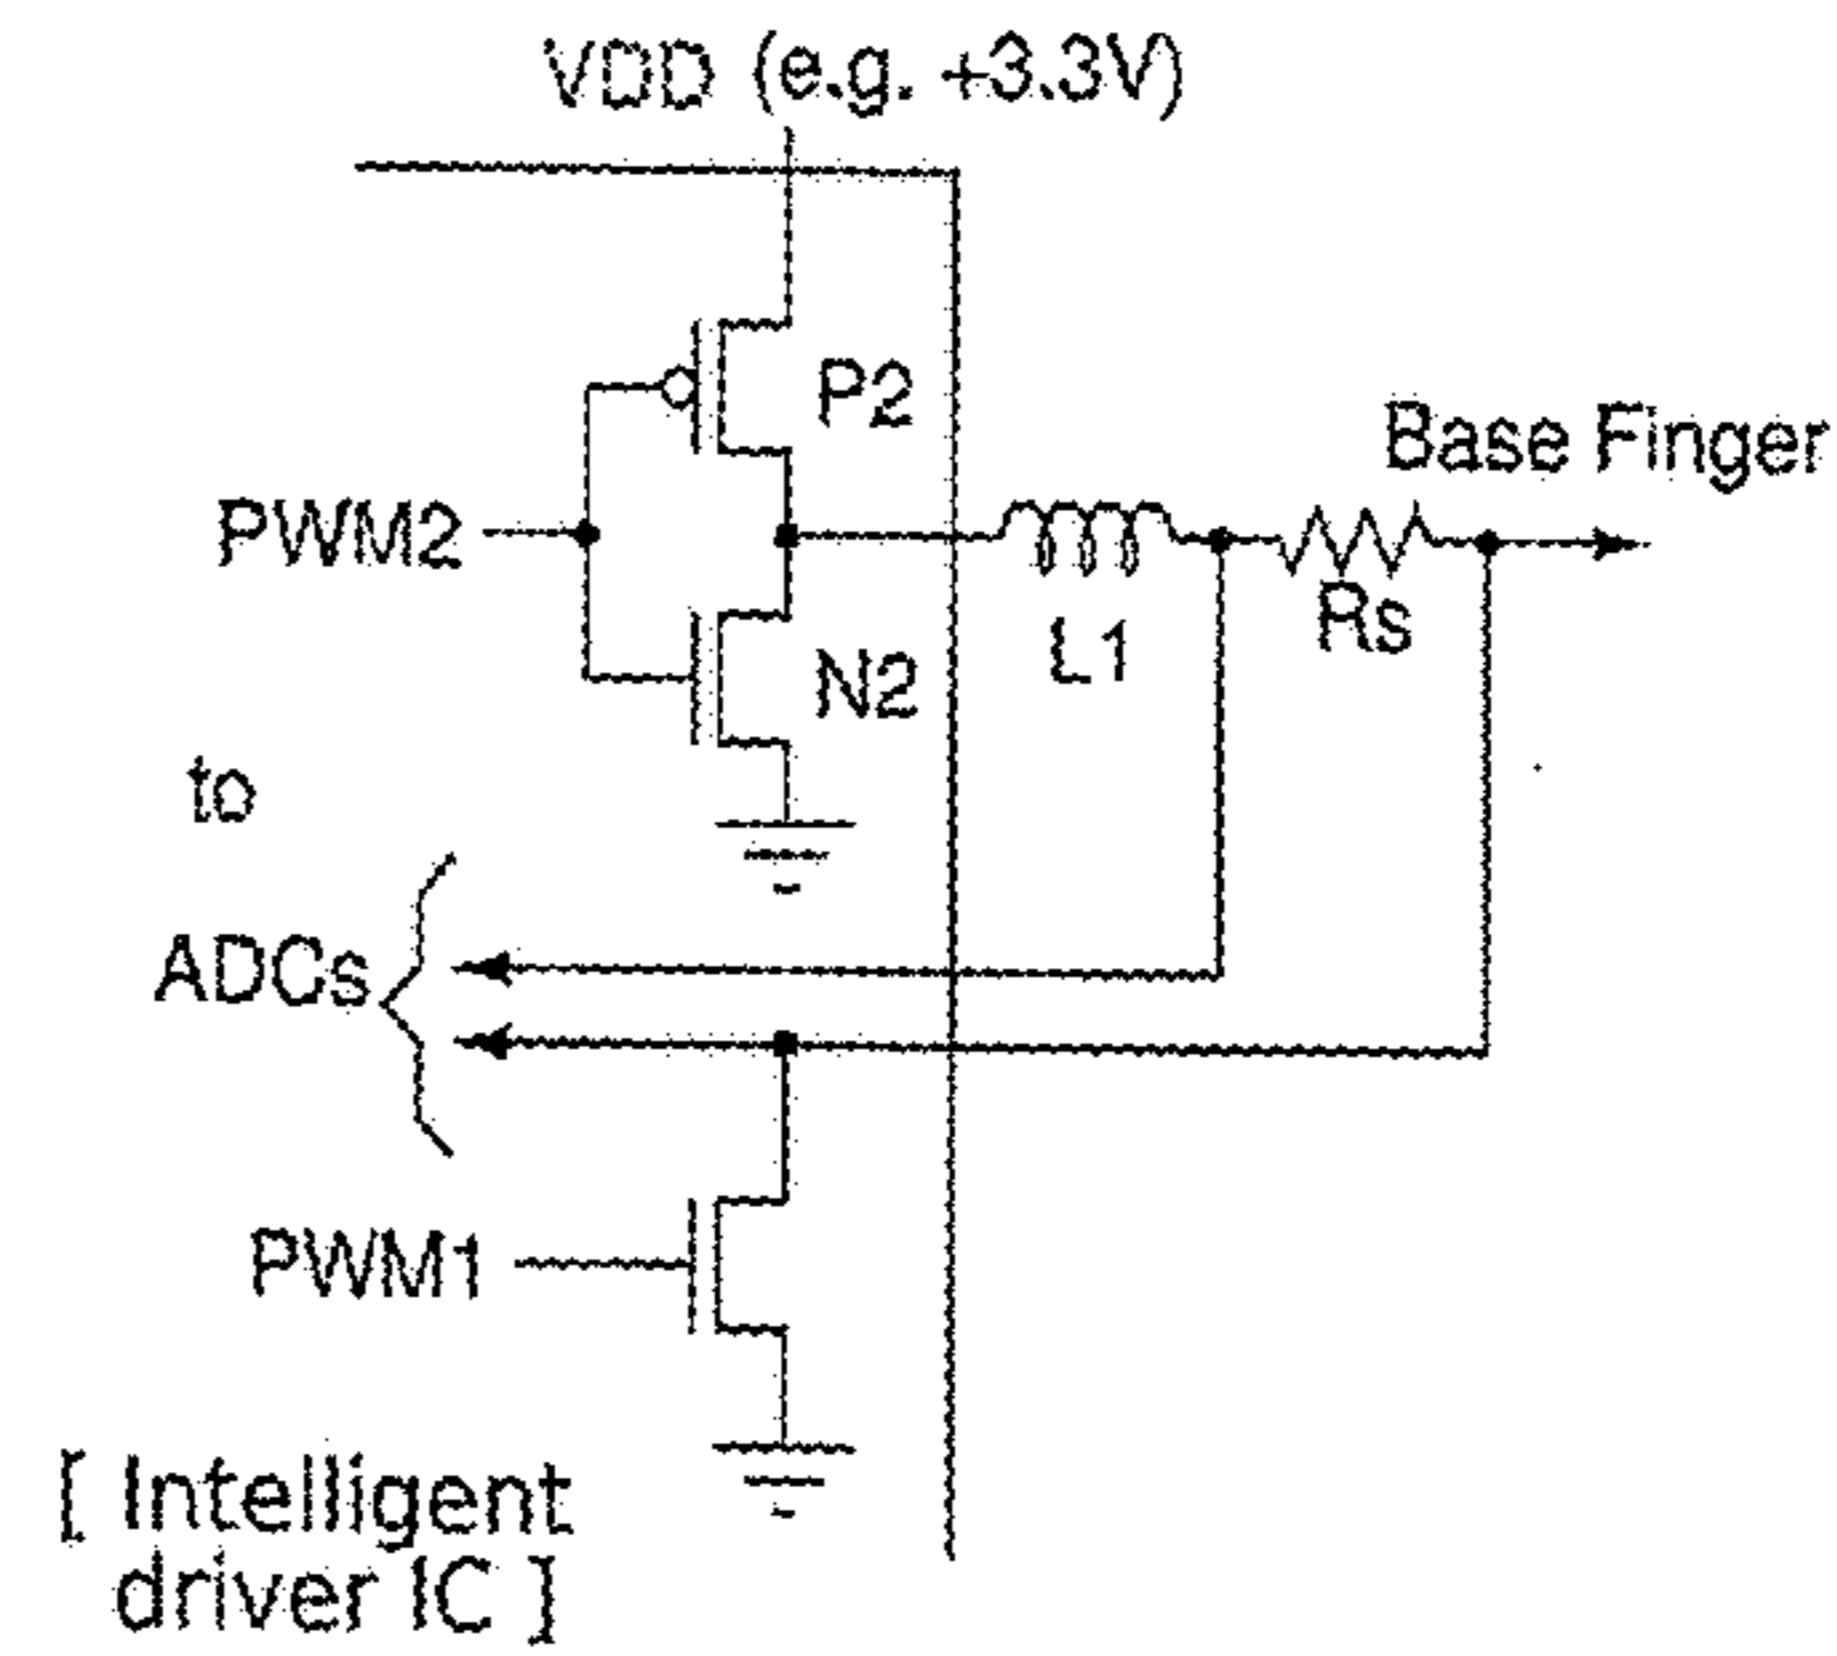 VDD (e.g. +3.3V)
P2
Base Finger
PWM2
Rs
L1
N2
to
ADCs
PWM1
[ Intelligent
driver IC ]